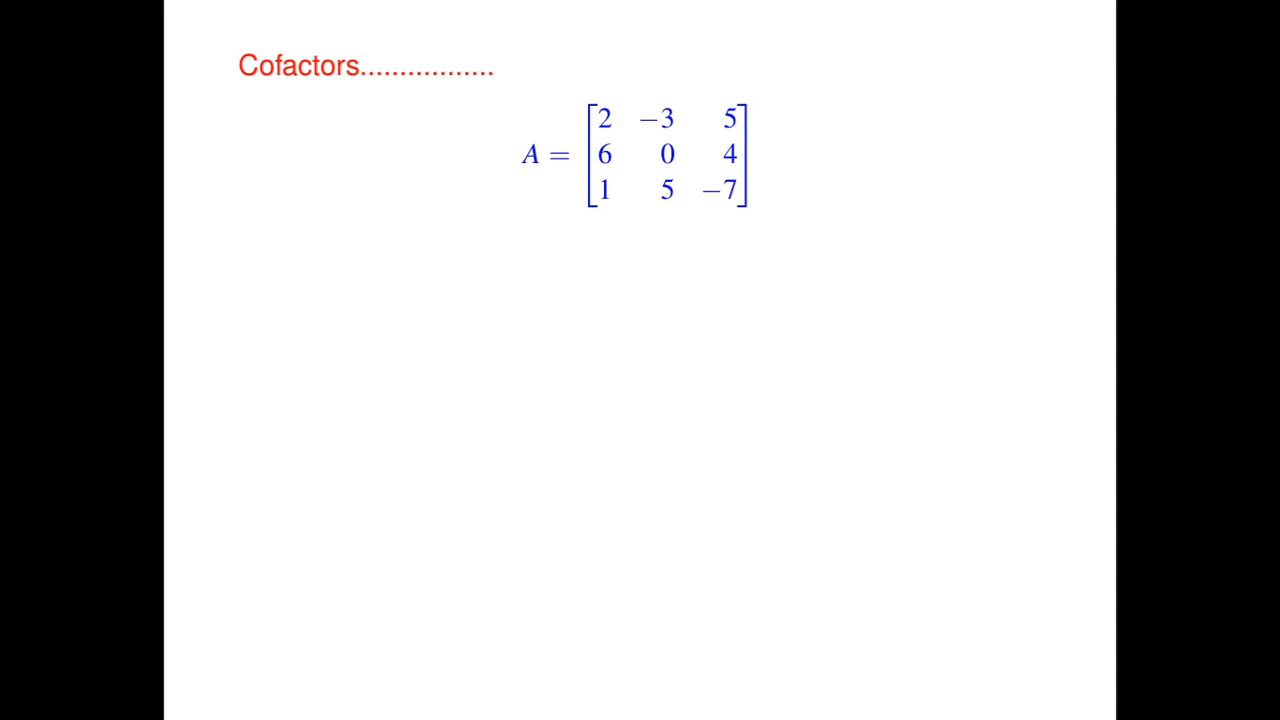 Cofactors.................
A = [2 −3 5
6 0 4
1 5 −7]